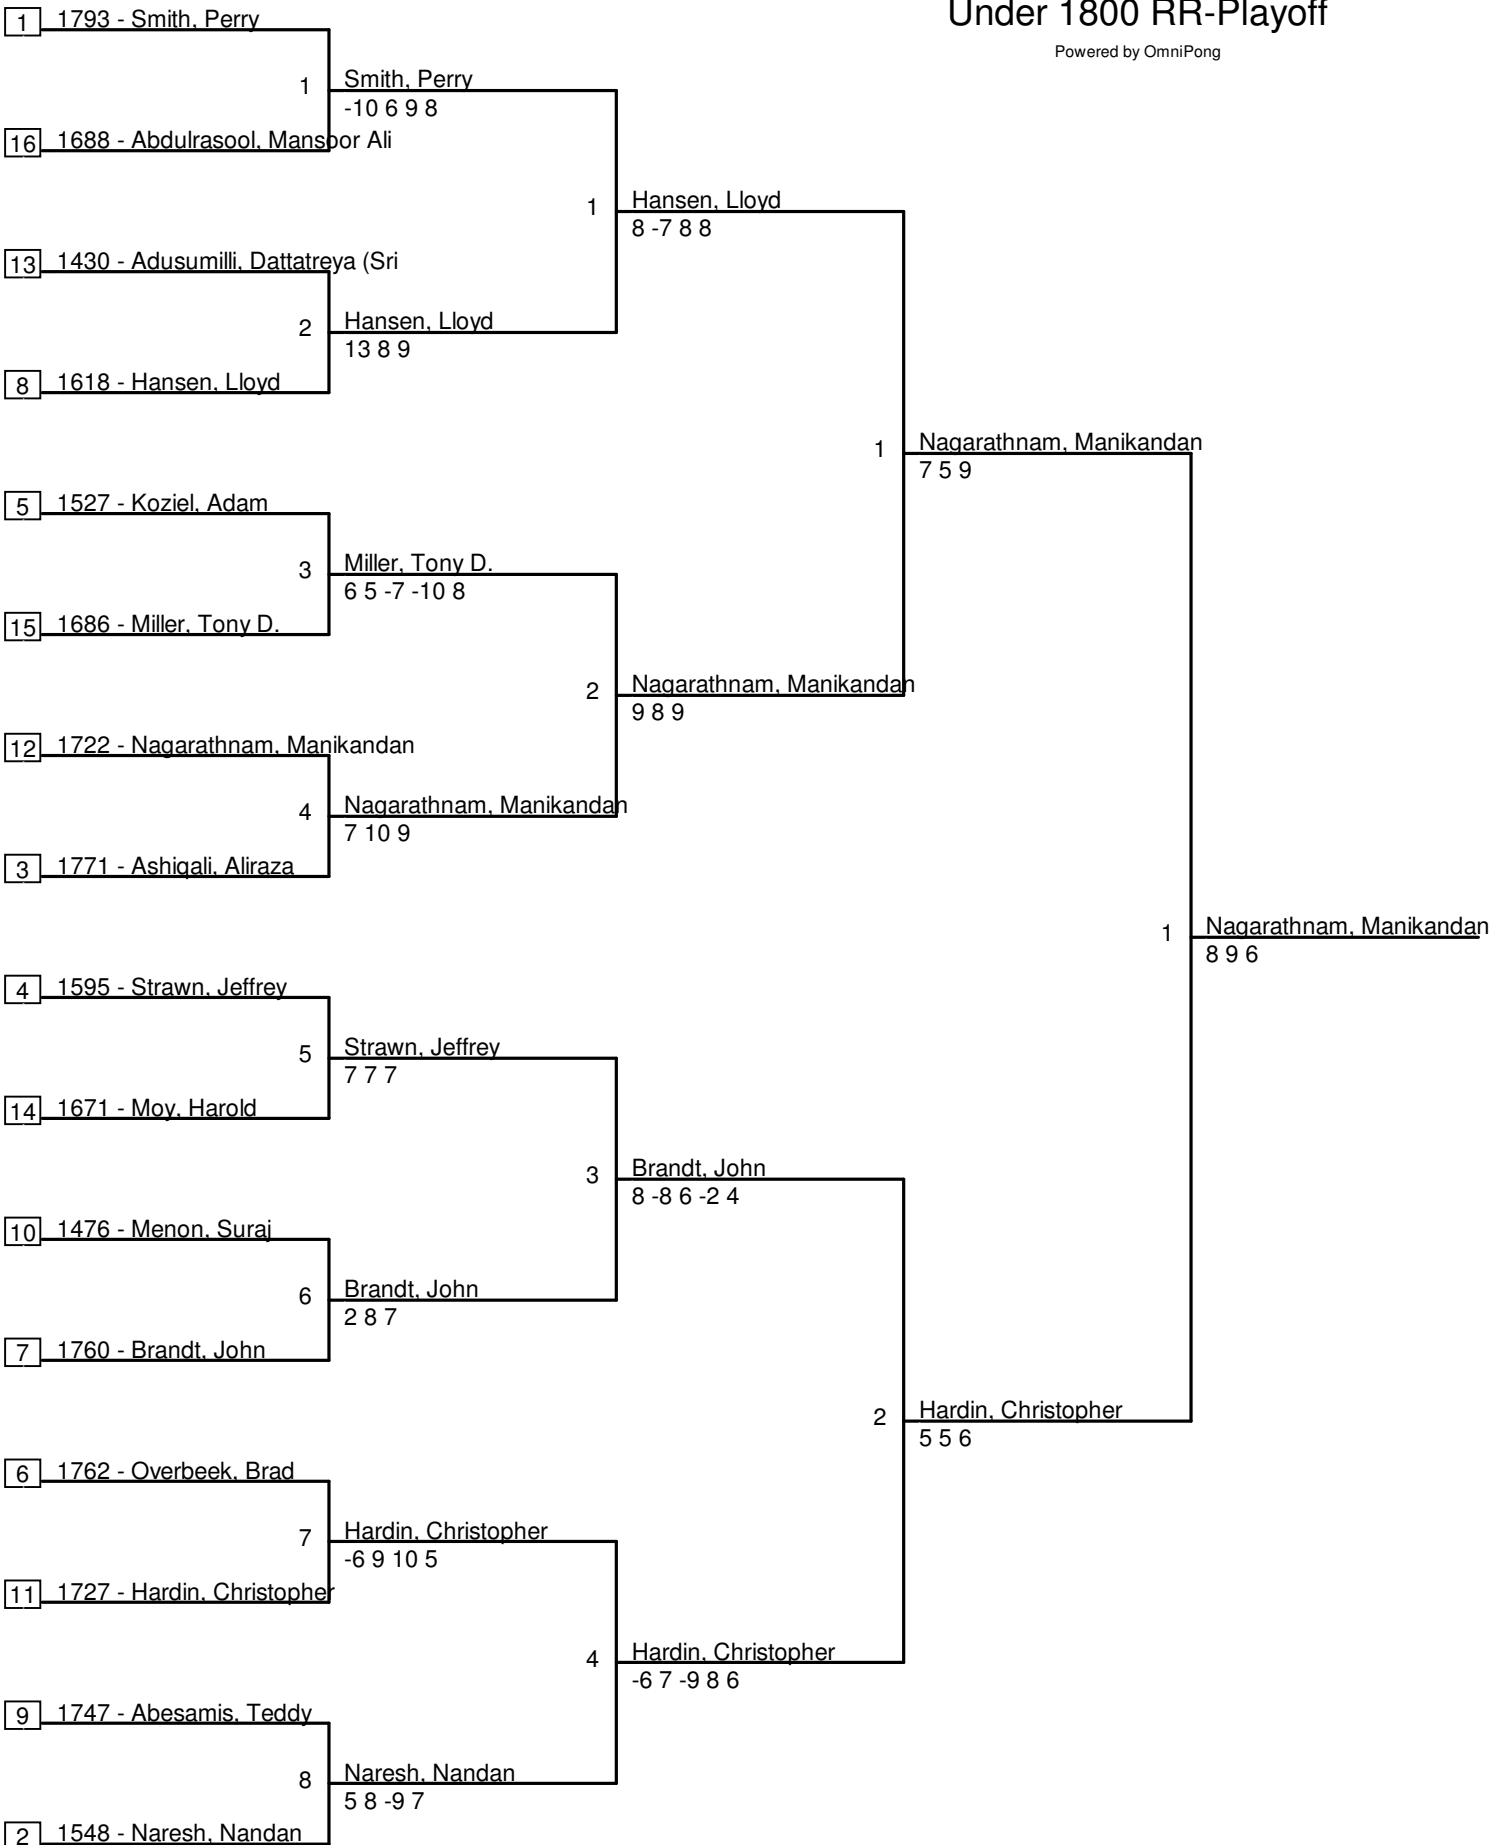 Under 1800 RR-Playoff
Powered by OmniPong
1 1793 - Smith, Perry
1 Smith, Perry
-10 6 9 8
16 1688 - Abdulrasool, Mansoor Ali
1 Hansen, Lloyd
8 -7 8 8
13 1430 - Adusumilli, Dattatreya (Sri
2 Hansen, Lloyd
13 8 9
8 1618 - Hansen, Lloyd
1 Nagarathnam, Manikandan
7 5 9
5 1527 - Koziel, Adam
3 Miller, Tony D.
6 5 -7 -10 8
15 1686 - Miller, Tony D.
2 Nagarathnam, Manikandan
9 8 9
12 1722 - Nagarathnam, Manikandan
4 Nagarathnam, Manikandan
7 10 9
3 1771 - Ashiqali, Aliraza
1 Nagarathnam, Manikandan
8 9 6
4 1595 - Strawn, Jeffrey
5 Strawn, Jeffrey
7 7 7
14 1671 - Moy, Harold
3 Brandt, John
8 -8 6 -2 4
10 1476 - Menon, Suraj
6 Brandt, John
2 8 7
7 1760 - Brandt, John
2 Hardin, Christopher
5 5 6
6 1762 - Overbeek, Brad
7 Hardin, Christopher
-6 9 10 5
11 1727 - Hardin, Christopher
4 Hardin, Christopher
-6 7 -9 8 6
9 1747 - Abesamis, Teddy
8 Naresh, Nandan
5 8 -9 7
2 1548 - Naresh, Nandan